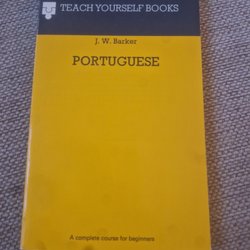 TEACH YOURSELF BOOKS
J. W. Barker
PORTUGUESE
A complete course for beginners